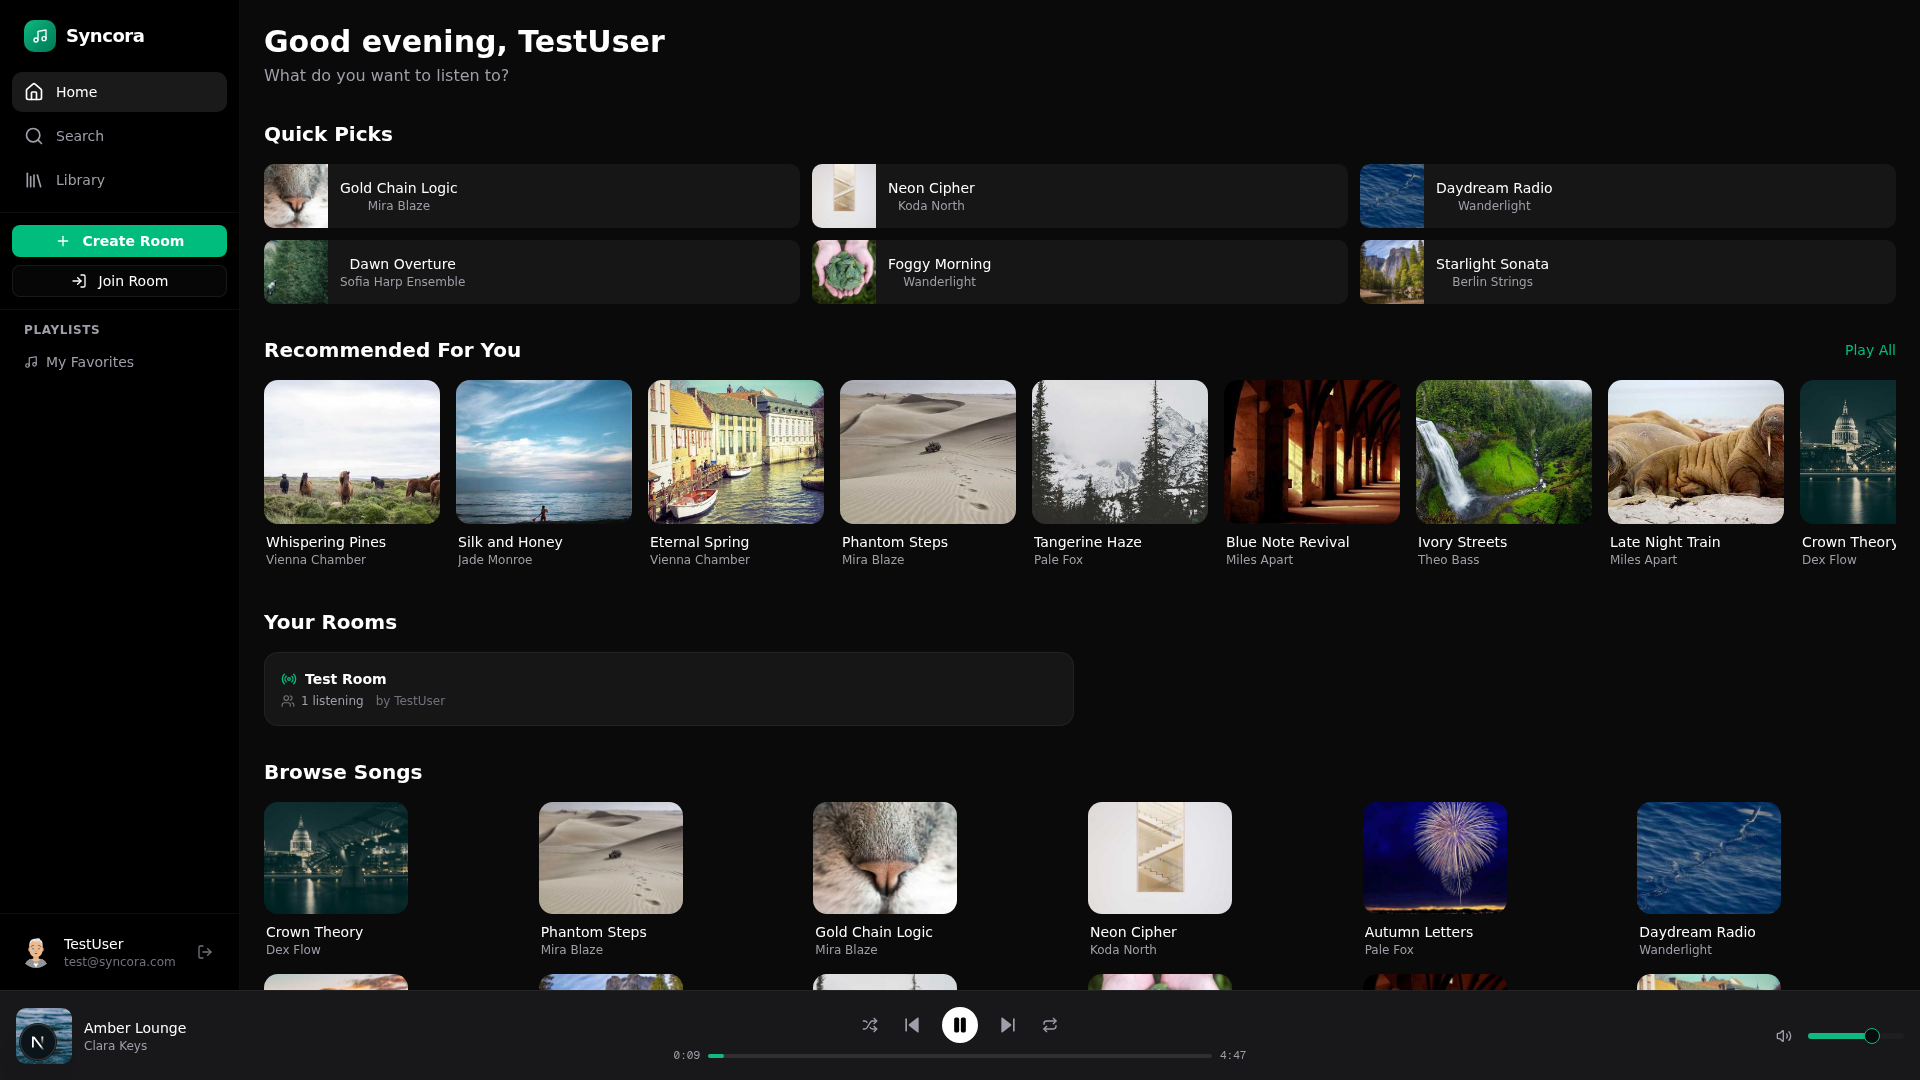 Syncora
Home
Search
Library
Create Room
Join Room
PLAYLISTS
My Favorites
TestUser
test@syncora.com
Good evening, TestUser
What do you want to listen to?
Quick Picks
Gold Chain Logic
Mira Blaze
Neon Cipher
Koda North
Daydream Radio
Wanderlight
Dawn Overture
Sofia Harp Ensemble
Foggy Morning
Wanderlight
Starlight Sonata
Berlin Strings
Recommended For You
Play All
Whispering Pines
Vienna Chamber
Silk and Honey
Jade Monroe
Eternal Spring
Vienna Chamber
Phantom Steps
Mira Blaze
Tangerine Haze
Pale Fox
Blue Note Revival
Miles Apart
Ivory Streets
Theo Bass
Late Night Train
Miles Apart
Crown Theory
Dex Flow
Your Rooms
Test Room
1 listening by TestUser
Browse Songs
Crown Theory
Dex Flow
Phantom Steps
Mira Blaze
Gold Chain Logic
Mira Blaze
Neon Cipher
Koda North
Autumn Letters
Pale Fox
Daydream Radio
Wanderlight
N
Amber Lounge
Clara Keys
0:09
4:47